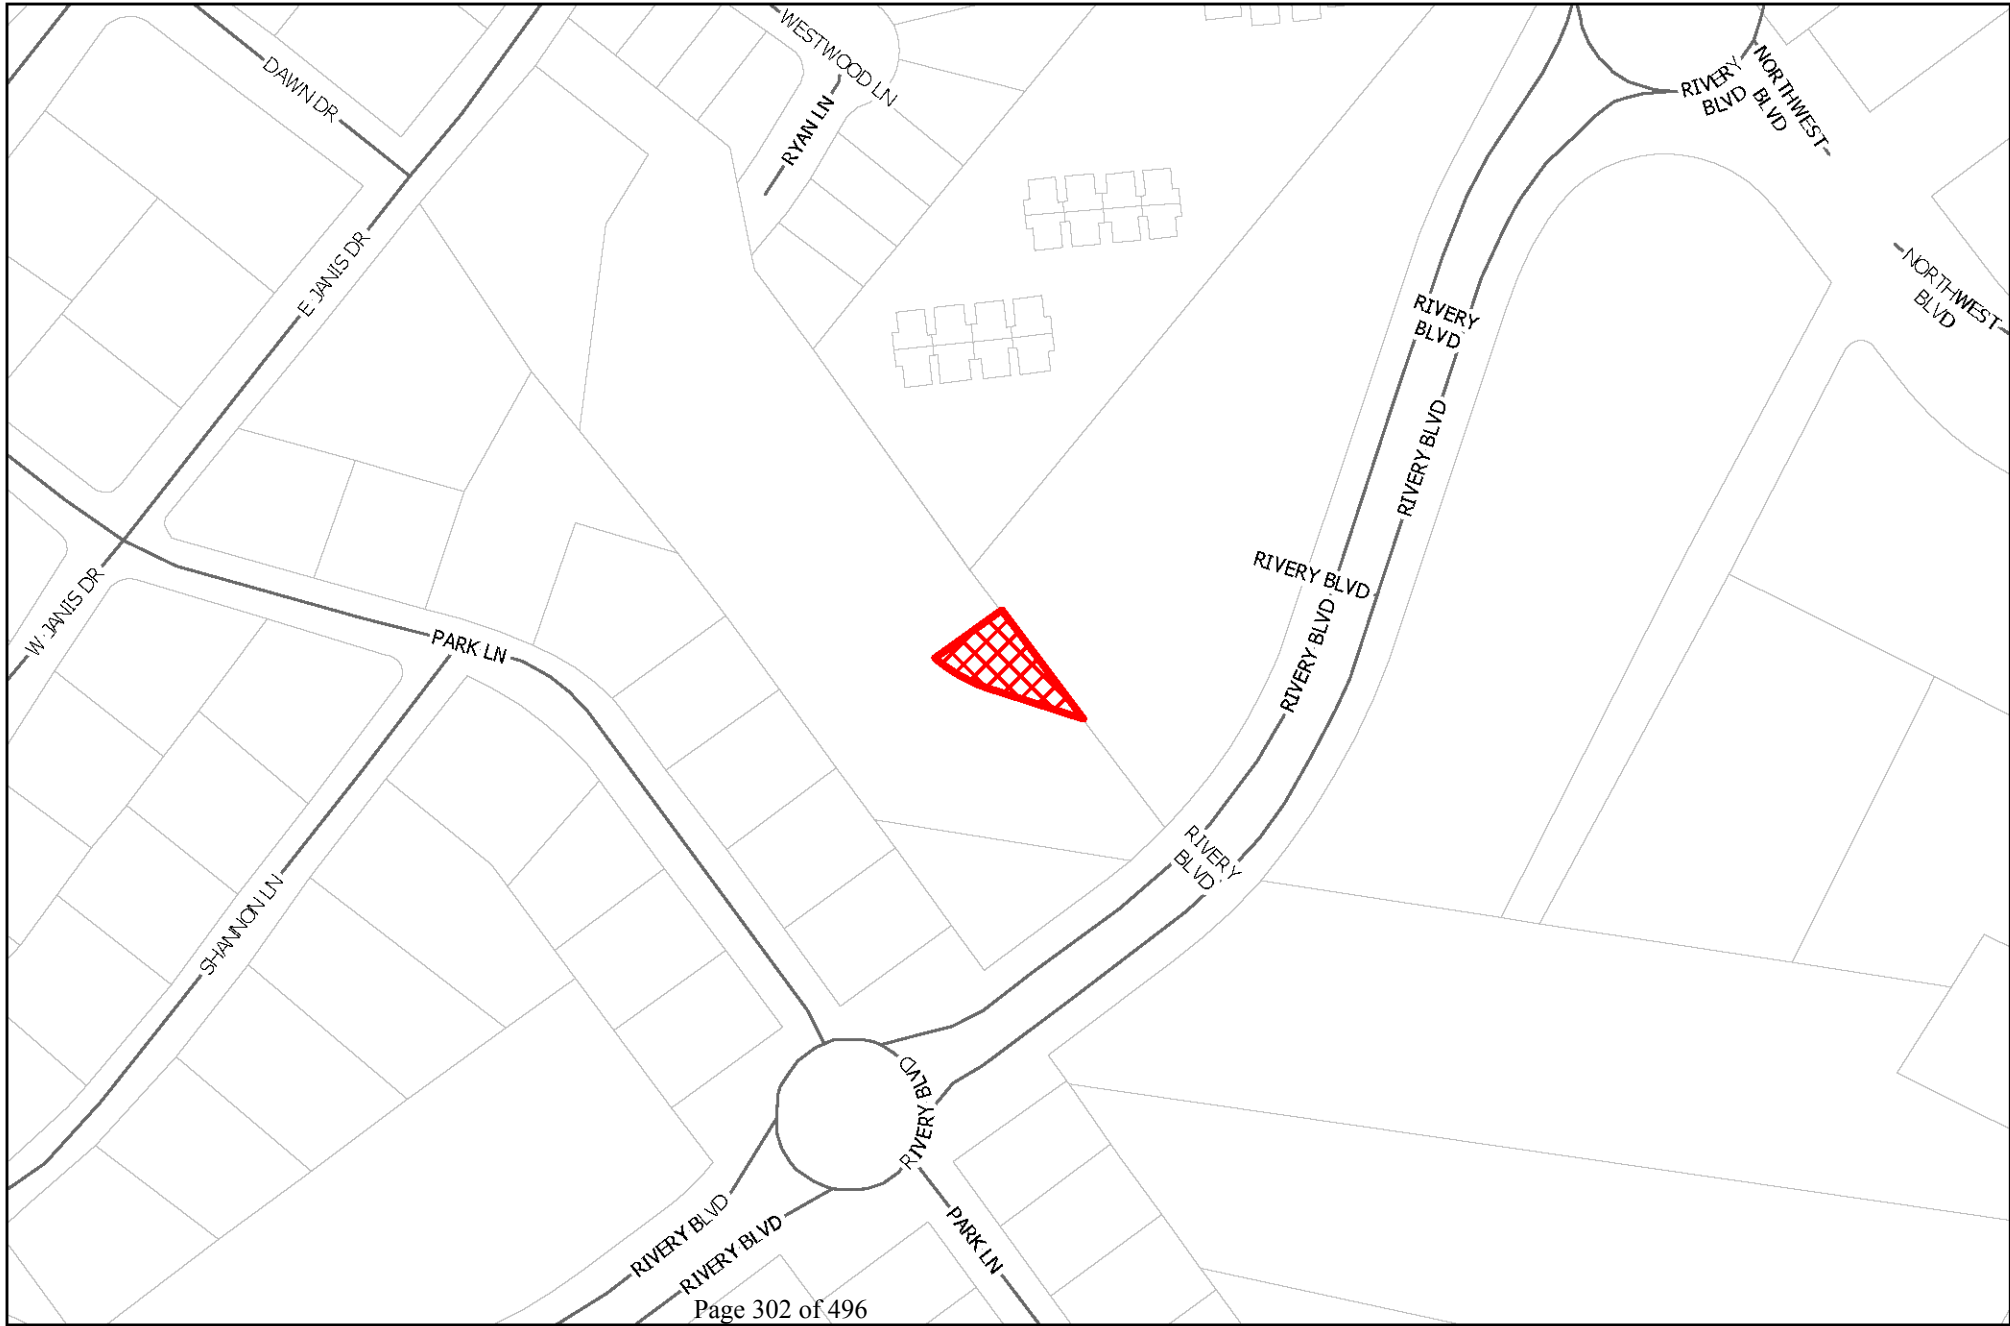 WESTWOOD LN
DAWN DR
RYAN LN
RIVERY
BLVD
NORTHWEST
BLVD
E JANIS DR
NORTHWEST
BLVD
RIVERY
BLVD
RIVERY BLVD
RIVERY BLVD
W JANIS DR
PARK LN
RIVERY BLVD
RIVERY
BLVD
SHANNON LN
RIVERY BLVD
RIVERY BLVD
RIVERY BLVD
PARK LN
Page 302 of 496